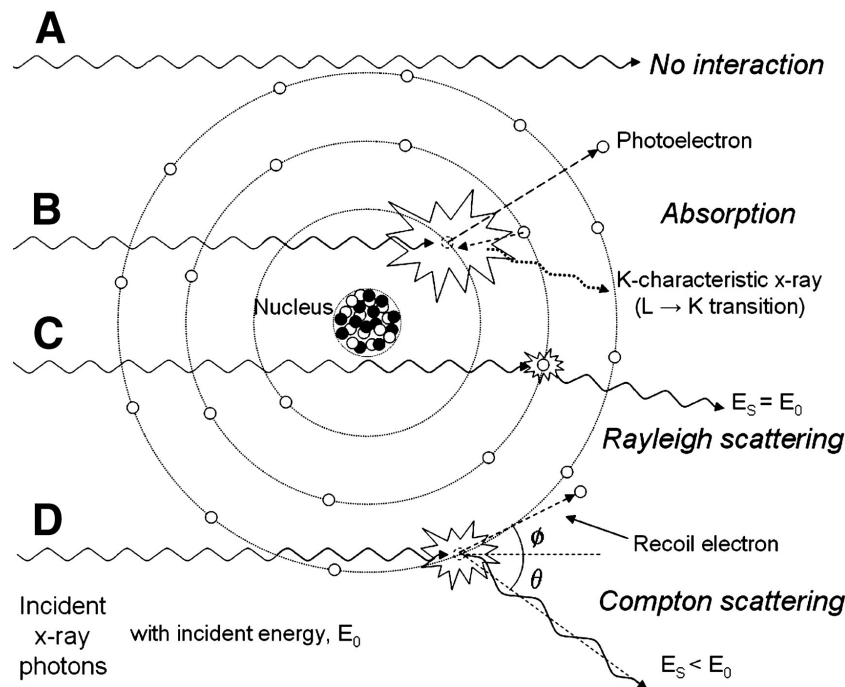 A
No interaction
Photoelectron
B
Absorption
K-characteristic x-ray
(L → K transition)
Nucleus
C
E_S = E_0
Rayleigh scattering
D
ϕ
Recoil electron
θ
Compton scattering
Incident
x-ray
photons
with incident energy, E_0
E_S < E_0